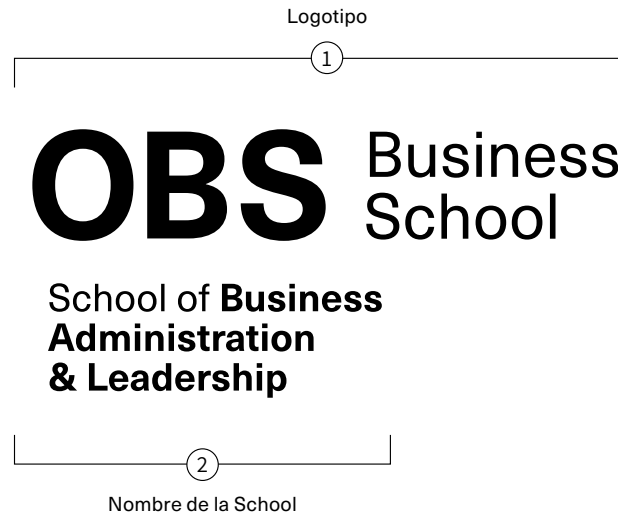 Logotipo
1
OBS Business
School
School of Business
Administration
& Leadership
2
Nombre de la School